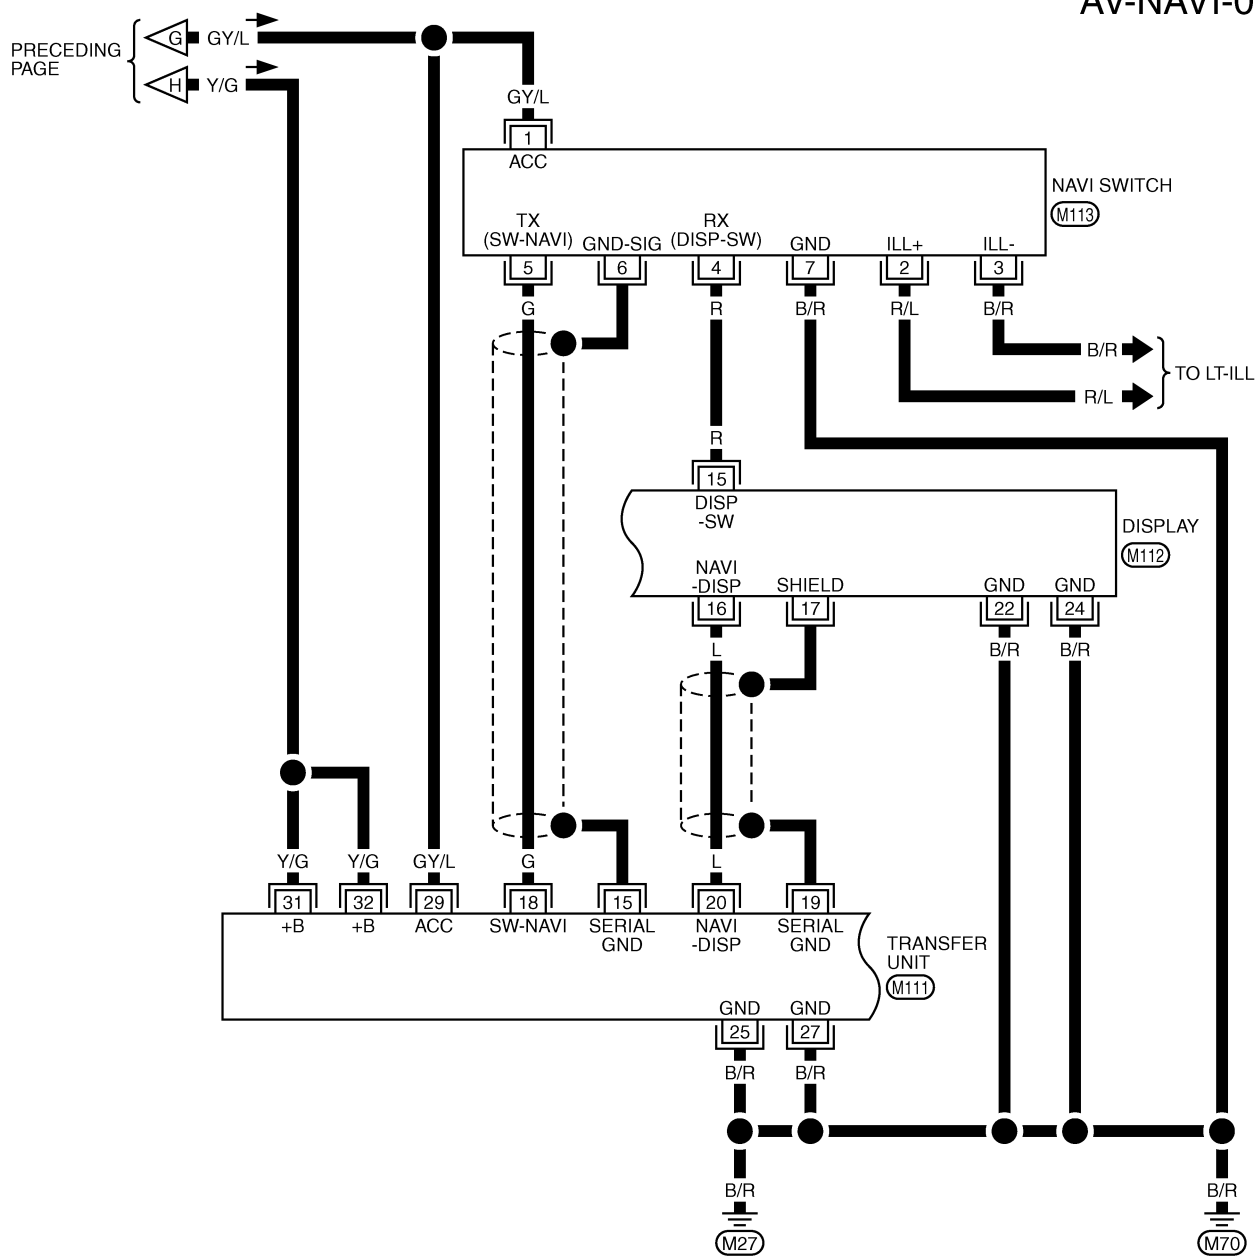 AV-NAVI-0
PRECEDING
PAGE
G GY/L
H Y/G
GY/L
1
ACC
NAVI SWITCH
M113
TX
(SW-NAVI)
GND-SIG
RX
(DISP-SW)
GND
ILL+
ILL-
5 6 4 7 2 3
G R B/R R/L B/R
B/R
TO LT-ILL
R/L
R
15
DISP
-SW
DISPLAY
M112
NAVI
-DISP
SHIELD
GND
GND
16 17 22 24
L B/R B/R
Y/G Y/G GY/L G L
31 32 29 18 15 20 19
+B
+B
ACC
SW-NAVI
SERIAL
GND
NAVI
-DISP
SERIAL
GND
TRANSFER
UNIT
M111
GND GND
25 27
B/R B/R
B/R B/R
M27 M70